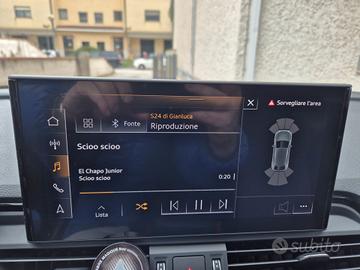 S24 di Gianluca
Fonte
Riproduzione
Sorvegliare l'area
Scioo scioo
El Chapo Junior
Scioo scioo
0:20
Lista
subito